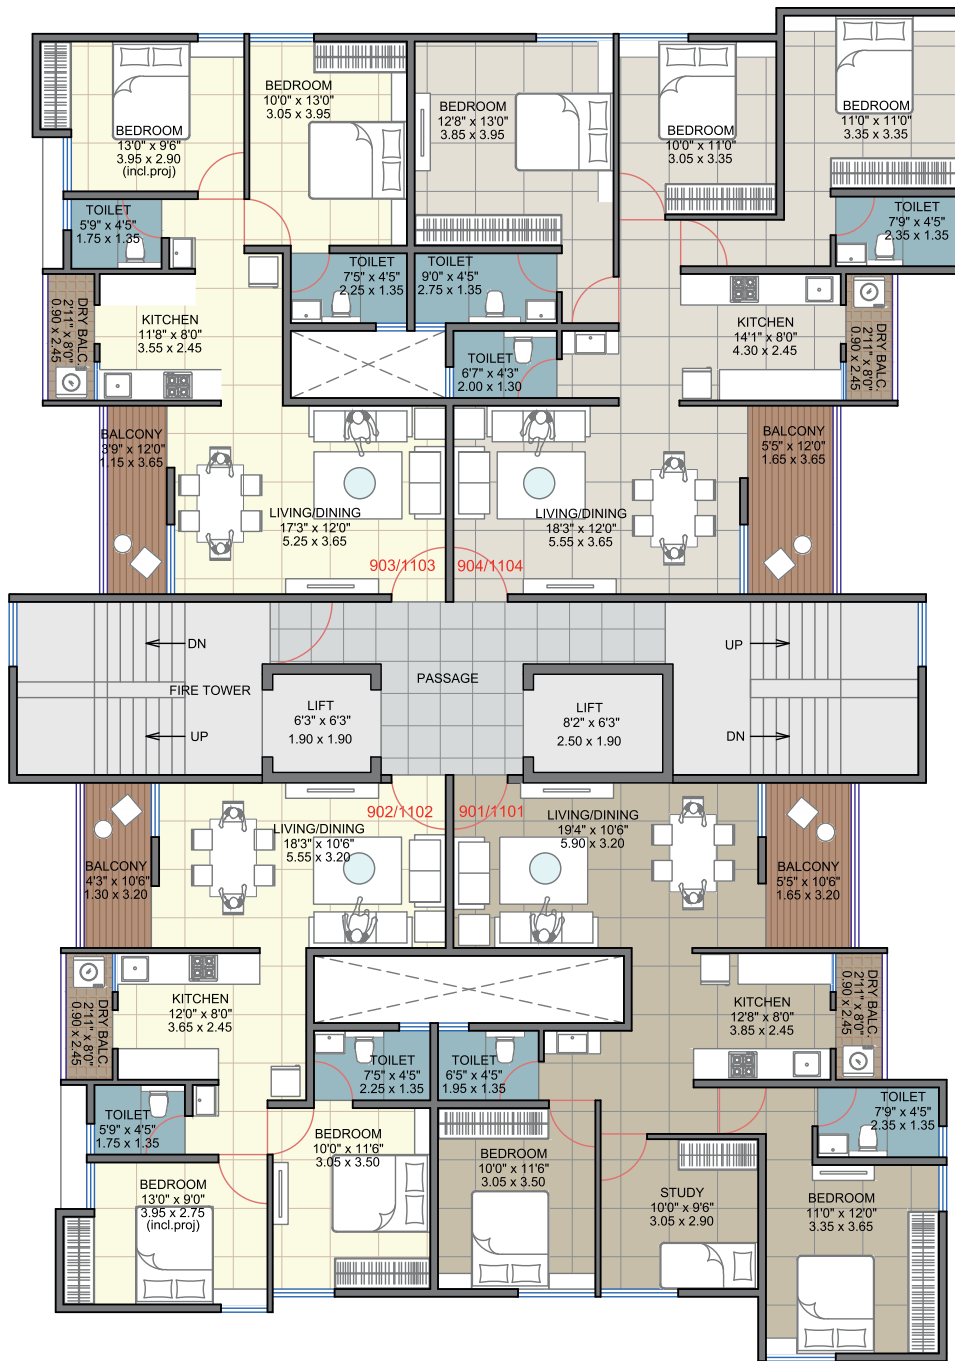 BEDROOM
13'0" x 9'6"
3.95 x 2.90
(incl.proj)
BEDROOM
10'0" x 13'0"
3.05 x 3.95
BEDROOM
12'8" x 13'0"
3.85 x 3.95
BEDROOM
10'0" x 11'0"
3.05 x 3.35
BEDROOM
11'0" x 11'0"
3.35 x 3.35
TOILET
5'9" x 4'5"
1.75 x 1.35
TOILET
7'5" x 4'5"
2.25 x 1.35
TOILET
9'0" x 4'5"
2.75 x 1.35
TOILET
7'9" x 4'5"
2.35 x 1.35
DRY BALC.
2'11" x 8'0"
0.90 x 2.45
KITCHEN
11'8" x 8'0"
3.55 x 2.45
TOILET
6'7" x 4'3"
2.00 x 1.30
KITCHEN
14'1" x 8'0"
4.30 x 2.45
DRY BALC.
2'11" x 8'0"
0.90 x 2.45
BALCONY
3'9" x 12'0"
1.15 x 3.65
LIVING/DINING
17'3" x 12'0"
5.25 x 3.65
LIVING/DINING
18'3" x 12'0"
5.55 x 3.65
BALCONY
5'5" x 12'0"
1.65 x 3.65
903/1103
904/1104
DN
FIRE TOWER
UP
LIFT
6'3" x 6'3"
1.90 x 1.90
PASSAGE
LIFT
8'2" x 6'3"
2.50 x 1.90
UP
DN
902/1102
901/1101
LIVING/DINING
18'3" x 10'6"
5.55 x 3.20
LIVING/DINING
19'4" x 10'6"
5.90 x 3.20
BALCONY
4'3" x 10'6"
1.30 x 3.20
BALCONY
5'5" x 10'6"
1.65 x 3.20
DRY BALC.
2'11" x 8'0"
0.90 x 2.45
KITCHEN
12'0" x 8'0"
3.65 x 2.45
KITCHEN
12'8" x 8'0"
3.85 x 2.45
DRY BALC.
2'11" x 8'0"
0.90 x 2.45
TOILET
7'5" x 4'5"
2.25 x 1.35
TOILET
6'5" x 4'5"
1.95 x 1.35
TOILET
5'9" x 4'5"
1.75 x 1.35
TOILET
7'9" x 4'5"
2.35 x 1.35
BEDROOM
10'0" x 11'6"
3.05 x 3.50
BEDROOM
10'0" x 11'6"
3.05 x 3.50
BEDROOM
13'0" x 9'0"
3.95 x 2.75
(incl.proj)
STUDY
10'0" x 9'6"
3.05 x 2.90
BEDROOM
11'0" x 12'0"
3.35 x 3.65